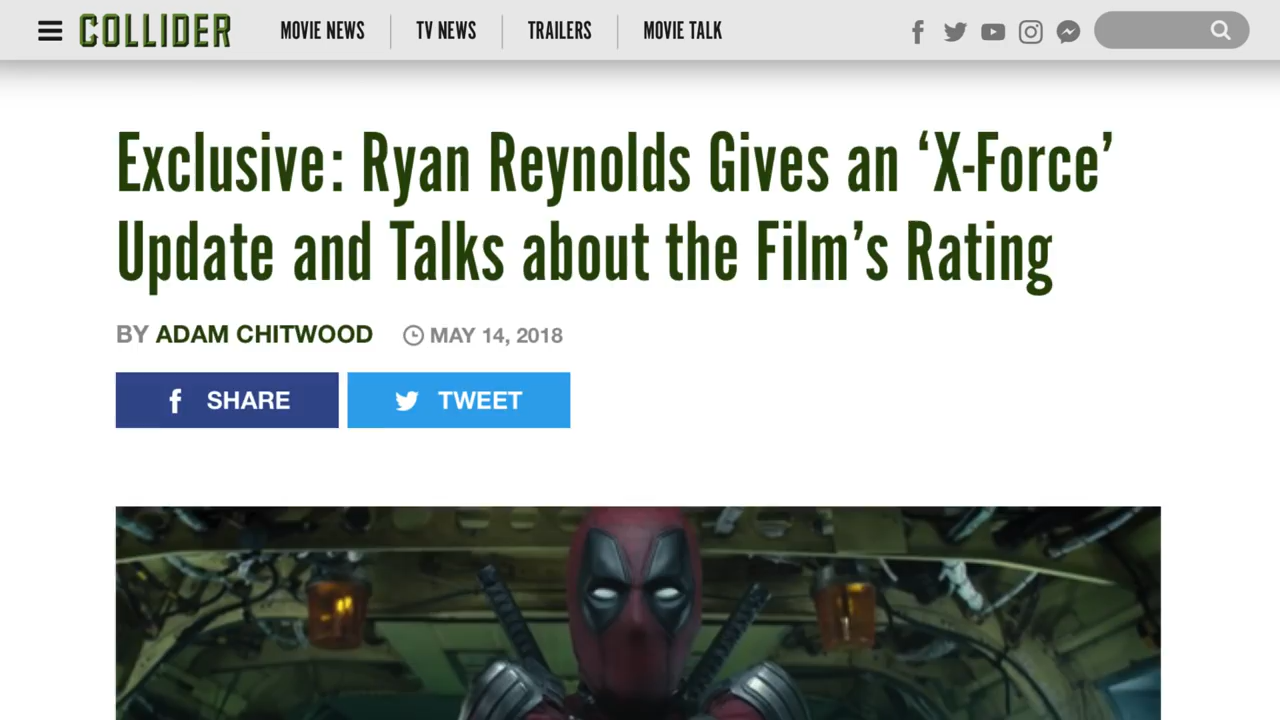 COLLIDER MOVIE NEWS TV NEWS TRAILERS MOVIE TALK
Exclusive: Ryan Reynolds Gives an ‘X-Force’
Update and Talks about the Film’s Rating
BY ADAM CHITWOOD MAY 14, 2018
SHARE TWEET